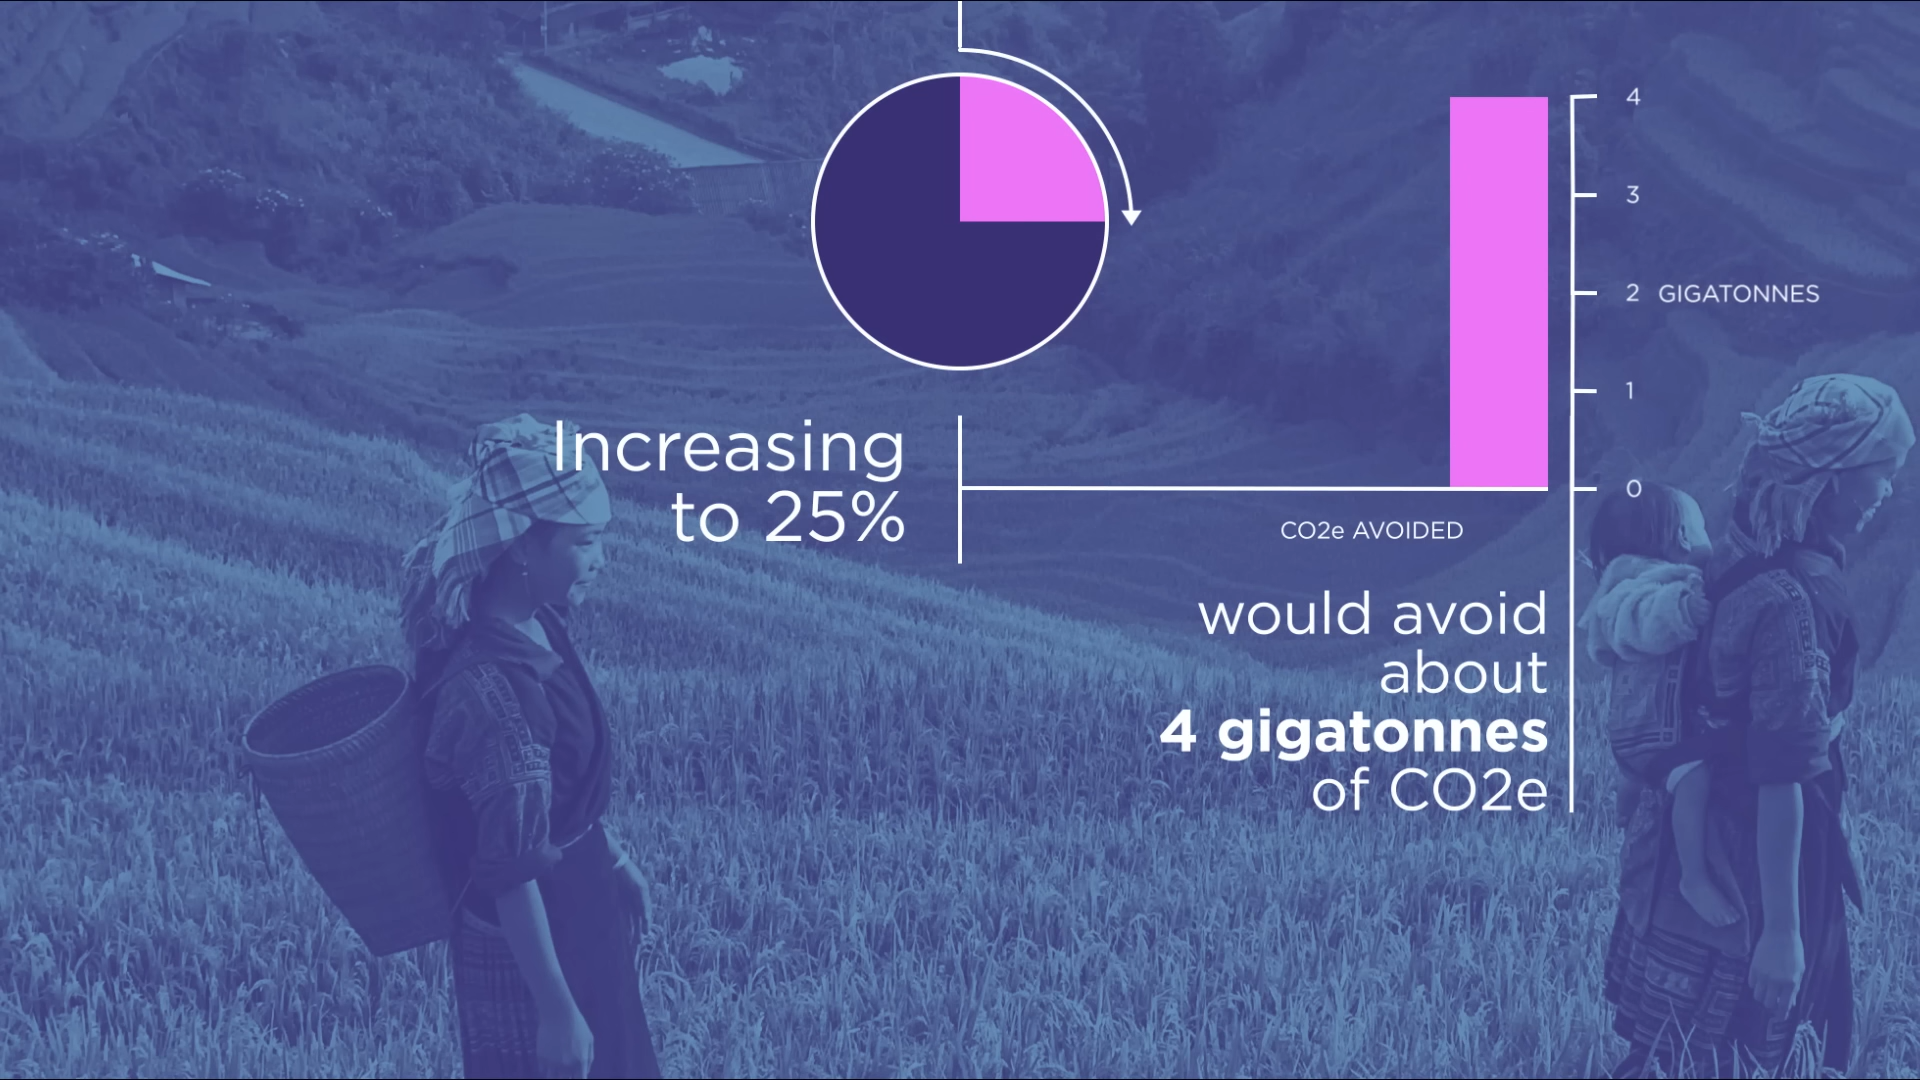 Increasing
to 25%
4
3
2 GIGATONNES
1
0
CO2e AVOIDED
would avoid
about
4 gigatonnes
of CO2e